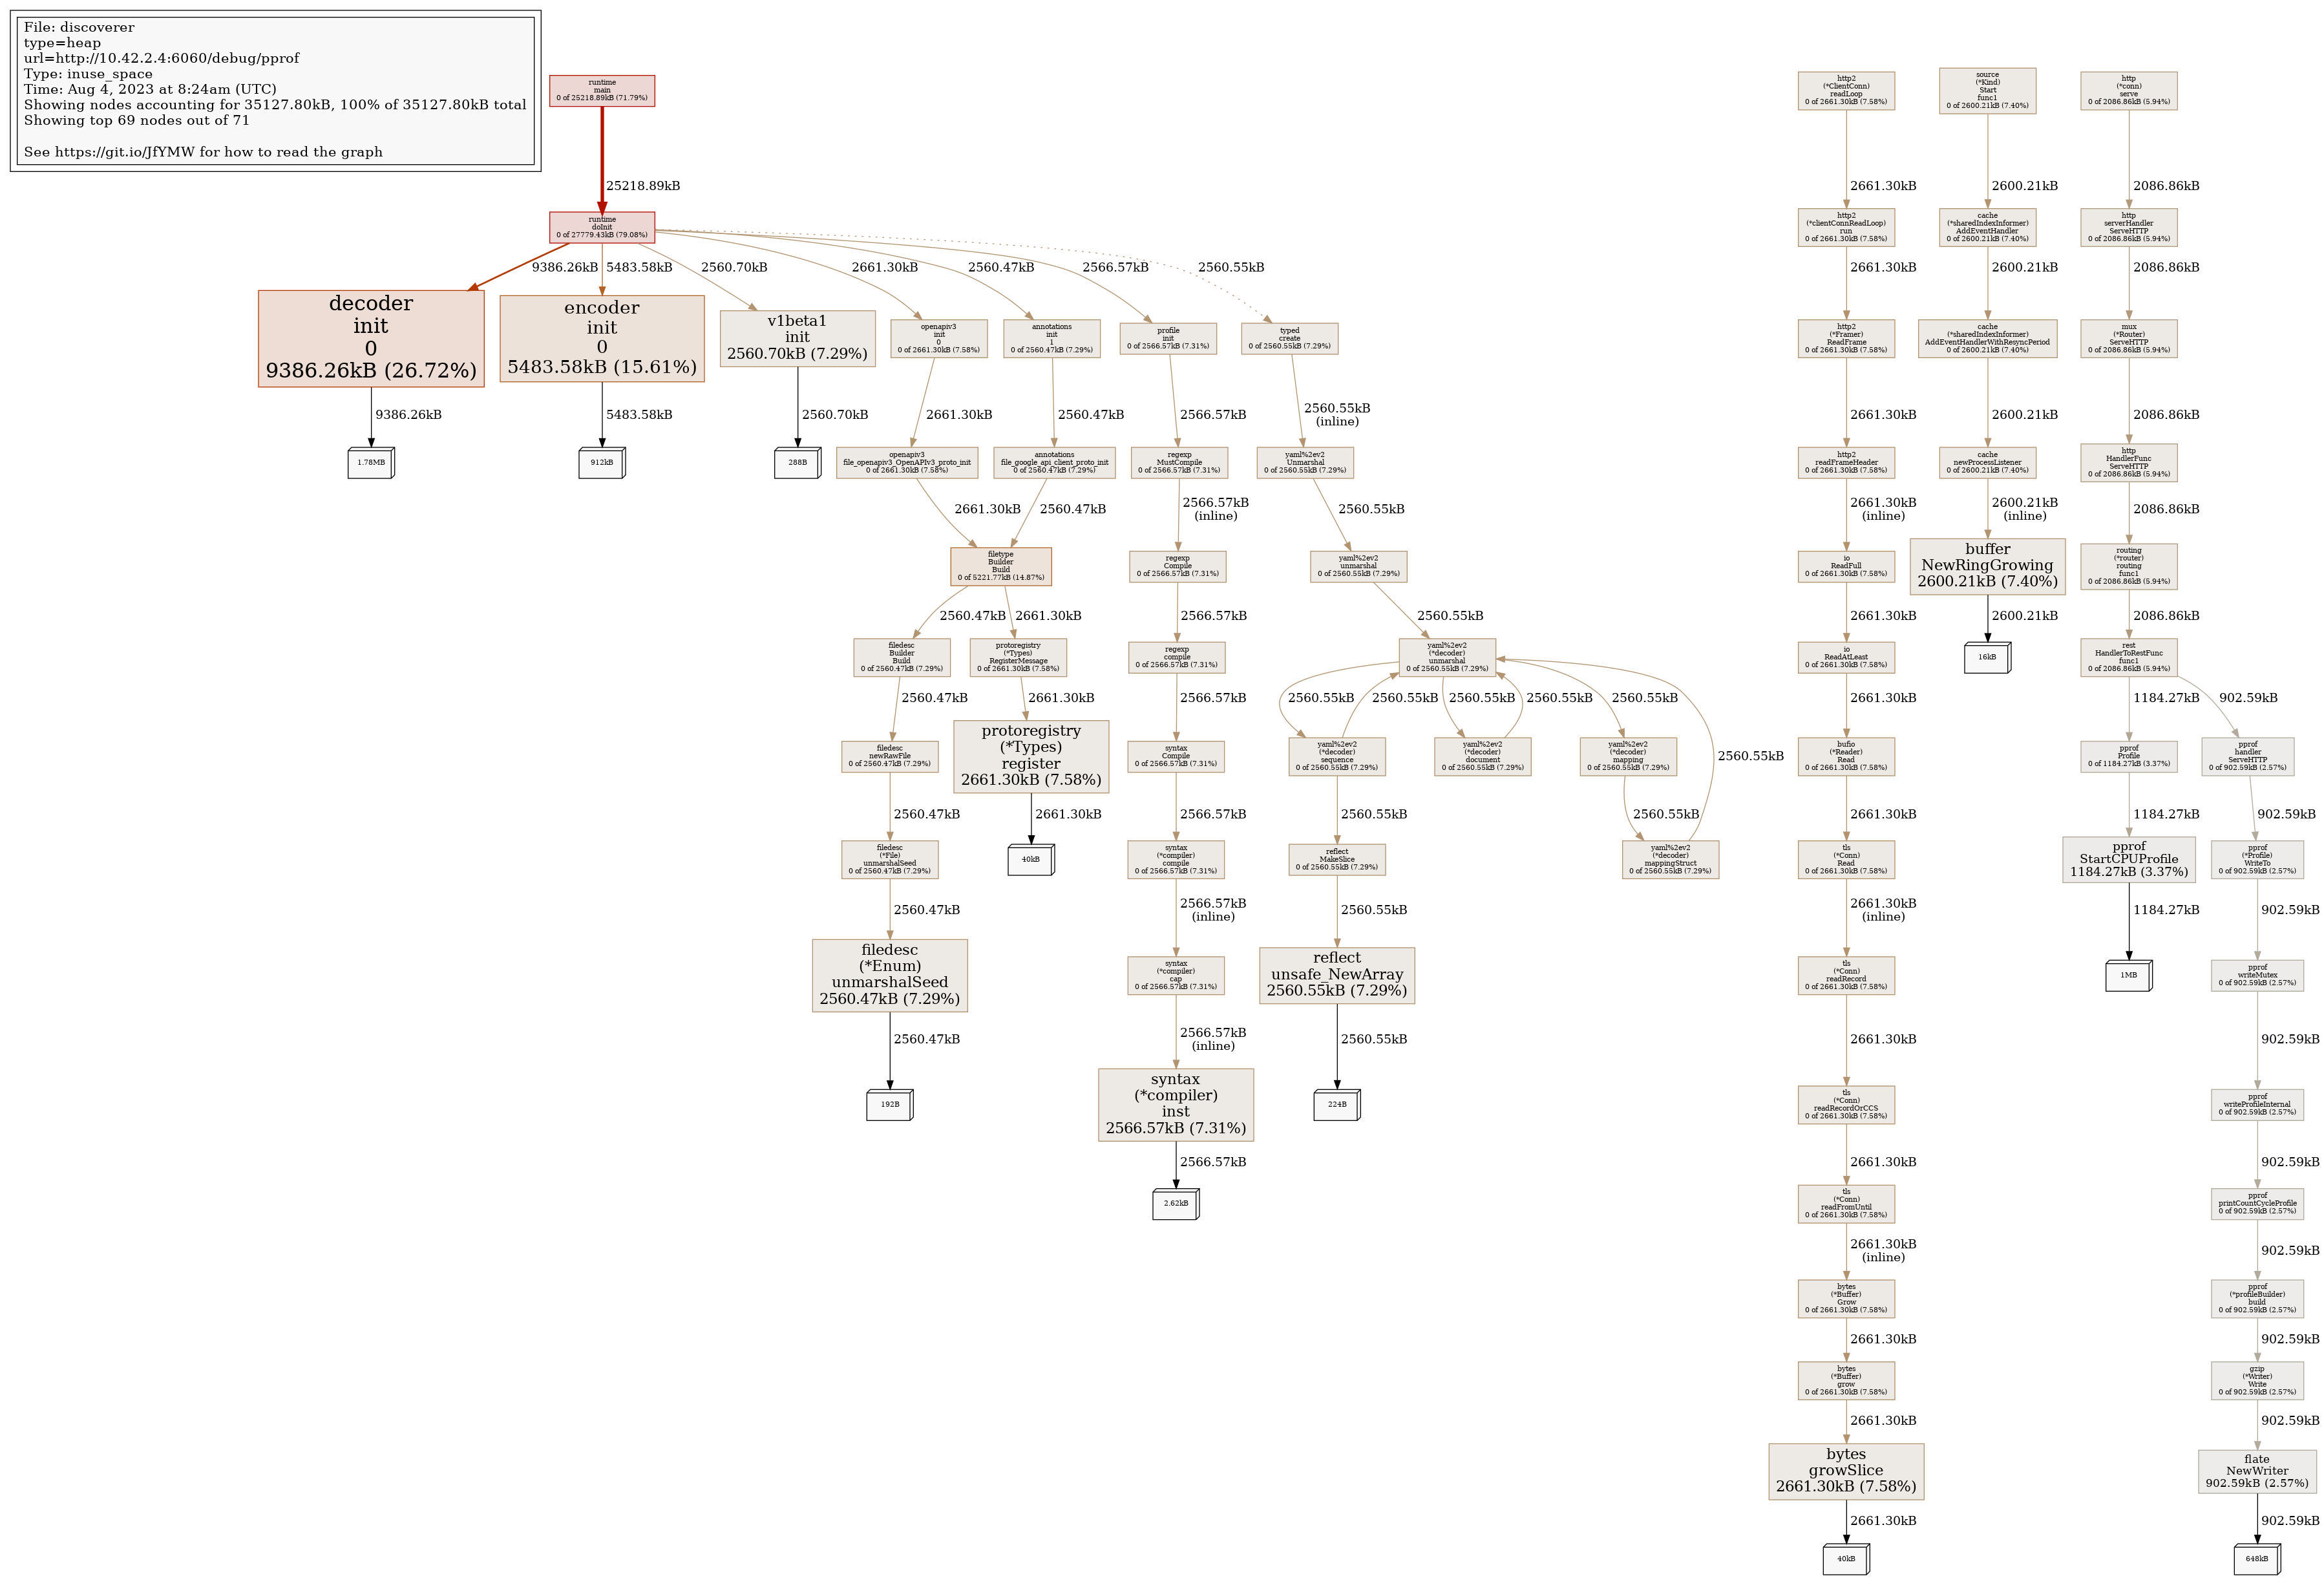 File: discoverer
type=heap
url=http://10.42.2.4:6060/debug/pprof
Type: inuse_space
Time: Aug 4, 2023 at 8:24am (UTC)
Showing nodes accounting for 35127.80kB, 100% of 35127.80kB total
Showing top 69 nodes out of 71
See https://git.io/JfYMW for how to read the graph
runtime
main
0 of 25218.89kB (71.79%)
25218.89kB
runtime
doInit
0 of 27779.43kB (79.08%)
9386.26kB
5483.58kB
2560.70kB
2661.30kB
2560.47kB
2566.57kB
2560.55kB
decoder
init
0
9386.26kB (26.72%)
9386.26kB
1.78MB
encoder
init
0
5483.58kB (15.61%)
5483.58kB
912kB
v1beta1
init
2560.70kB (7.29%)
2560.70kB
288B
openapiv3
init
0
0 of 2661.30kB (7.58%)
2661.30kB
openapiv3
file_openapiv3_OpenAPIv3_proto_init
0 of 2661.30kB (7.58%)
2661.30kB
annotations
init
1
0 of 2560.47kB (7.29%)
2560.47kB
annotations
file_google_api_client_proto_init
0 of 2560.47kB (7.29%)
2560.47kB
filetype
Builder
Build
0 of 5221.77kB (14.87%)
2560.47kB
2661.30kB
filedesc
Builder
Build
0 of 2560.47kB (7.29%)
2560.47kB
filedesc
newRawFile
0 of 2560.47kB (7.29%)
2560.47kB
filedesc
(*File)
unmarshalSeed
0 of 2560.47kB (7.29%)
2560.47kB
filedesc
(*Enum)
unmarshalSeed
2560.47kB (7.29%)
2560.47kB
192B
protoregistry
(*Types)
RegisterMessage
0 of 2661.30kB (7.58%)
2661.30kB
protoregistry
(*Types)
register
2661.30kB (7.58%)
2661.30kB
40kB
profile
init
0 of 2566.57kB (7.31%)
2566.57kB
regexp
MustCompile
0 of 2566.57kB (7.31%)
2566.57kB
(inline)
regexp
Compile
0 of 2566.57kB (7.31%)
2566.57kB
regexp
compile
0 of 2566.57kB (7.31%)
2566.57kB
syntax
Compile
0 of 2566.57kB (7.31%)
2566.57kB
syntax
(*compiler)
compile
0 of 2566.57kB (7.31%)
2566.57kB
(inline)
syntax
(*compiler)
cap
0 of 2566.57kB (7.31%)
2566.57kB
(inline)
syntax
(*compiler)
inst
2566.57kB (7.31%)
2566.57kB
2.62kB
typed
create
0 of 2560.55kB (7.29%)
2560.55kB
(inline)
yaml%2ev2
Unmarshal
0 of 2560.55kB (7.29%)
2560.55kB
yaml%2ev2
unmarshal
0 of 2560.55kB (7.29%)
2560.55kB
yaml%2ev2
(*decoder)
unmarshal
0 of 2560.55kB (7.29%)
2560.55kB
2560.55kB
2560.55kB
2560.55kB
2560.55kB
2560.55kB
yaml%2ev2
(*decoder)
sequence
0 of 2560.55kB (7.29%)
2560.55kB
yaml%2ev2
(*decoder)
document
0 of 2560.55kB (7.29%)
yaml%2ev2
(*decoder)
mapping
0 of 2560.55kB (7.29%)
2560.55kB
yaml%2ev2
(*decoder)
mappingStruct
0 of 2560.55kB (7.29%)
reflect
MakeSlice
0 of 2560.55kB (7.29%)
2560.55kB
reflect
unsafe_NewArray
2560.55kB (7.29%)
2560.55kB
224B
http2
(*ClientConn)
readLoop
0 of 2661.30kB (7.58%)
2661.30kB
http2
(*clientConnReadLoop)
run
0 of 2661.30kB (7.58%)
2661.30kB
http2
(*Framer)
ReadFrame
0 of 2661.30kB (7.58%)
2661.30kB
http2
readFrameHeader
0 of 2661.30kB (7.58%)
2661.30kB
(inline)
io
ReadFull
0 of 2661.30kB (7.58%)
2661.30kB
io
ReadAtLeast
0 of 2661.30kB (7.58%)
2661.30kB
bufio
(*Reader)
Read
0 of 2661.30kB (7.58%)
2661.30kB
tls
(*Conn)
Read
0 of 2661.30kB (7.58%)
2661.30kB
(inline)
tls
(*Conn)
readRecord
0 of 2661.30kB (7.58%)
2661.30kB
tls
(*Conn)
readRecordOrCCS
0 of 2661.30kB (7.58%)
2661.30kB
tls
(*Conn)
readFromUntil
0 of 2661.30kB (7.58%)
2661.30kB
(inline)
bytes
(*Buffer)
Grow
0 of 2661.30kB (7.58%)
2661.30kB
bytes
(*Buffer)
grow
0 of 2661.30kB (7.58%)
2661.30kB
bytes
growSlice
2661.30kB (7.58%)
2661.30kB
40kB
source
(*Kind)
Start
func1
0 of 2600.21kB (7.40%)
2600.21kB
cache
(*sharedIndexInformer)
AddEventHandler
0 of 2600.21kB (7.40%)
2600.21kB
cache
(*sharedIndexInformer)
AddEventHandlerWithResyncPeriod
0 of 2600.21kB (7.40%)
2600.21kB
cache
newProcessListener
0 of 2600.21kB (7.40%)
2600.21kB
(inline)
buffer
NewRingGrowing
2600.21kB (7.40%)
2600.21kB
16kB
http
(*conn)
serve
0 of 2086.86kB (5.94%)
2086.86kB
http
serverHandler
ServeHTTP
0 of 2086.86kB (5.94%)
2086.86kB
mux
(*Router)
ServeHTTP
0 of 2086.86kB (5.94%)
2086.86kB
http
HandlerFunc
ServeHTTP
0 of 2086.86kB (5.94%)
2086.86kB
routing
(*router)
routing
func1
0 of 2086.86kB (5.94%)
2086.86kB
rest
HandlerToRestFunc
func1
0 of 2086.86kB (5.94%)
1184.27kB
902.59kB
pprof
Profile
0 of 1184.27kB (3.37%)
1184.27kB
pprof
StartCPUProfile
1184.27kB (3.37%)
1184.27kB
1MB
pprof
handler
ServeHTTP
0 of 902.59kB (2.57%)
902.59kB
pprof
(*Profile)
WriteTo
0 of 902.59kB (2.57%)
902.59kB
pprof
writeMutex
0 of 902.59kB (2.57%)
902.59kB
pprof
writeProfileInternal
0 of 902.59kB (2.57%)
902.59kB
pprof
printCountCycleProfile
0 of 902.59kB (2.57%)
902.59kB
pprof
(*profileBuilder)
build
0 of 902.59kB (2.57%)
902.59kB
gzip
(*Writer)
Write
0 of 902.59kB (2.57%)
902.59kB
flate
NewWriter
902.59kB (2.57%)
902.59kB
648kB